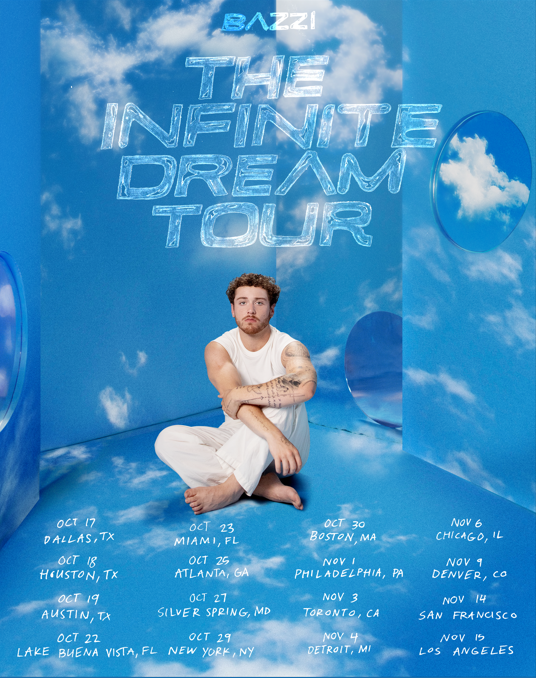 BAZZI
THE
INFINITE
DREAM
TOUR
OCT 17
DALLAS, TX
OCT 18
HOUSTON, TX
OCT 19
AUSTIN, TX
OCT 22
LAKE BUENA VISTA, FL
OCT 23
MIAMI, FL
OCT 25
ATLANTA, GA
OCT 27
SILVER SPRING, MD
OCT 29
NEW YORK, NY
OCT 30
BOSTON, MA
NOV 1
PHILADELPHIA, PA
NOV 3
TORONTO, CA
NOV 4
DETROIT, MI
NOV 6
CHICAGO, IL
NOV 9
DENVER, CO
NOV 14
SAN FRANCISCO
NOV 15
LOS ANGELES